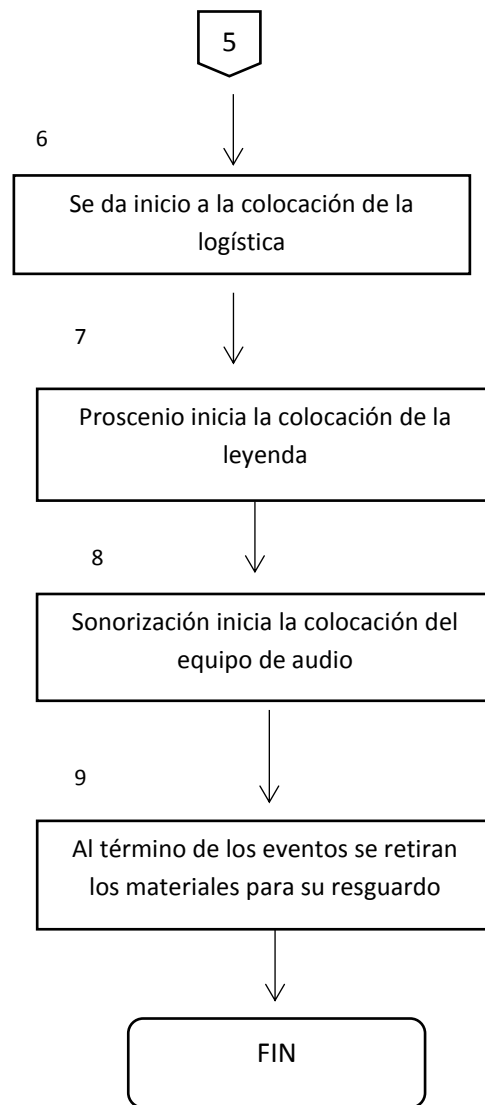 5
6
Se da inicio a la colocación de la
logística
7
Proscenio inicia la colocación de la
leyenda
8
Sonorización inicia la colocación del
equipo de audio
9
Al término de los eventos se retiran
los materiales para su resguardo
FIN